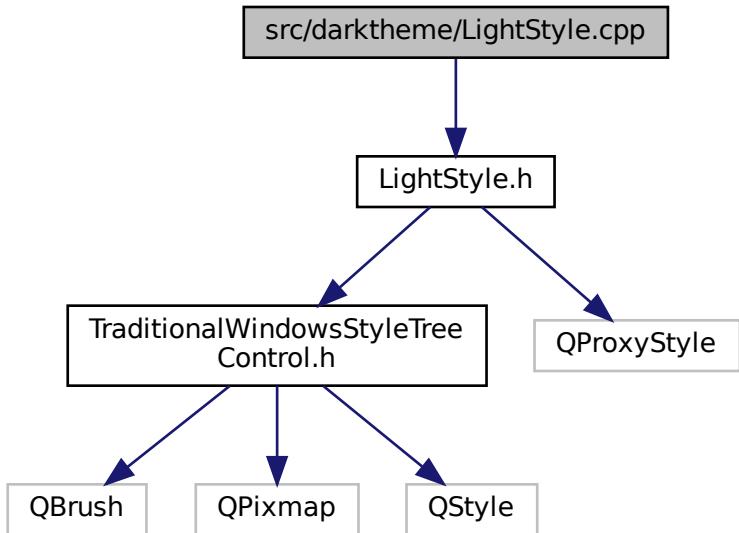 src/darktheme/LightStyle.cpp
LightStyle.h
TraditionalWindowsStyleTree
Control.h
QProxyStyle
QBrush
QPixmap
QStyle